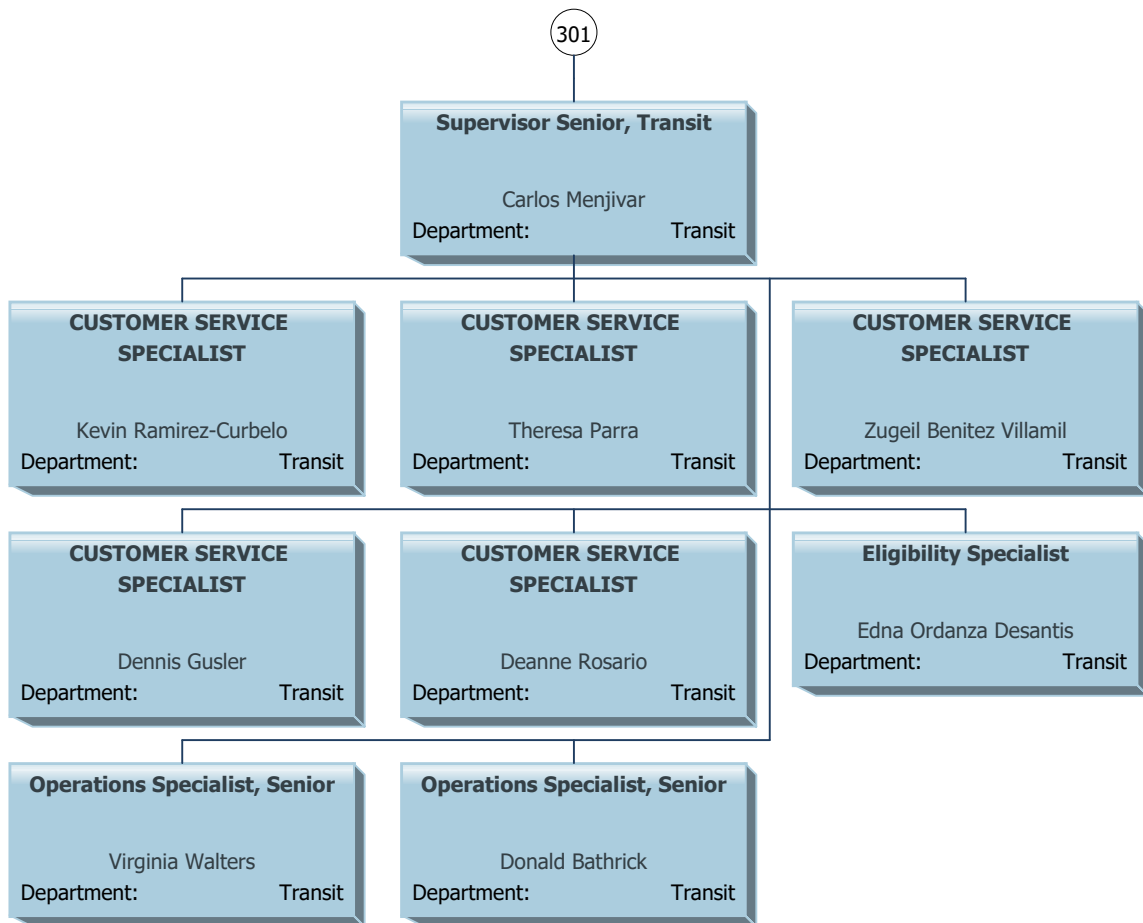 301
Supervisor Senior, Transit
Carlos Menjivar
Department: Transit
CUSTOMER SERVICE
SPECIALIST
Kevin Ramirez-Curbelo
Department: Transit
CUSTOMER SERVICE
SPECIALIST
Theresa Parra
Department: Transit
CUSTOMER SERVICE
SPECIALIST
Zugeil Benitez Villamil
Department: Transit
CUSTOMER SERVICE
SPECIALIST
Dennis Gusler
Department: Transit
CUSTOMER SERVICE
SPECIALIST
Deanne Rosario
Department: Transit
Eligibility Specialist
Edna Ordanza Desantis
Department: Transit
Operations Specialist, Senior
Virginia Walters
Department: Transit
Operations Specialist, Senior
Donald Bathrick
Department: Transit